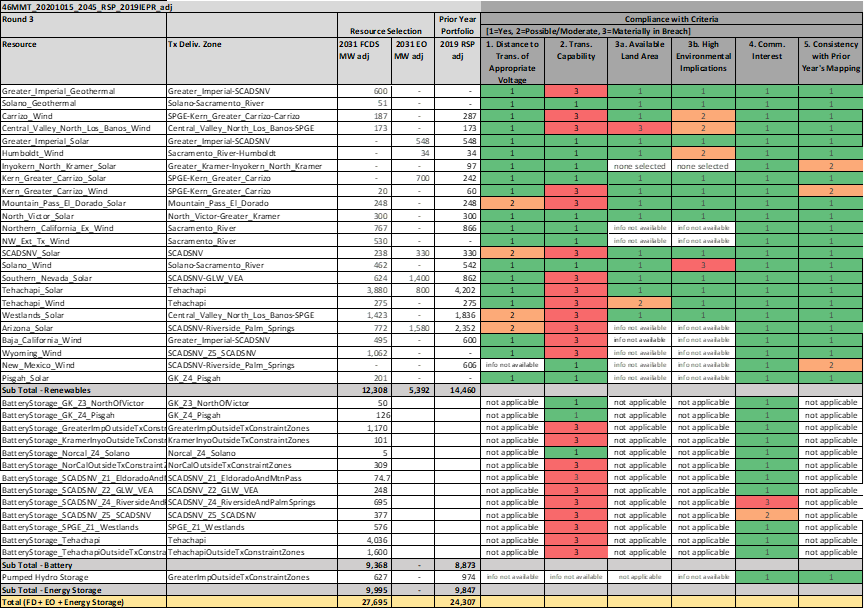 46MMT_20201015_2045_RSP_2019IEPR_adj
Round 3 Resource Selection Prior Year Portfolio Compliance with Criteria
[1=Yes, 2=Possible/Moderate, 3=Materially in Breach]
Resource Tx Deliv. Zone 2031 FCDS MW adj 2031 EO MW adj 2019 RSP adj 1. Distance to Trans. of Appropriate Voltage 2. Trans. Capability 3a. Available Land Area 3b. High Environmental Implications 4. Comm. Interest 5. Consistency with Prior Year's Mapping
Greater_Imperial_Geothermal Greater_Imperial-SCADSNV 600 - - 1 3 1 1 1 1
Solano_Geothermal Solano-Sacramento_River 51 - - 1 1 1 1 1 1
Carrizo_Wind SPGE-Kern_Greater_Carrizo-Carrizo 187 - 287 1 3 1 2 1 1
Central_Valley_North_Los_Banos_Wind Central_Valley_North_Los_Banos-SPGE 173 - 173 1 3 3 2 1 1
Greater_Imperial_Solar Greater_Imperial-SCADSNV - 548 548 1 1 1 1 1 1
Humboldt_Wind Sacramento_River-Humboldt - 34 34 1 1 1 2 1 1
Inyokern_North_Kramer_Solar Greater_Kramer-Inyokern_North_Kramer - - 97 1 1 none selected none selected 1 2
Kern_Greater_Carrizo_Solar SPGE-Kern_Greater_Carrizo - 700 242 1 1 1 1 1 1
Kern_Greater_Carrizo_Wind SPGE-Kern_Greater_Carrizo 20 - 60 1 3 1 1 1 2
Mountain_Pass_El_Dorado_Solar Mountain_Pass_El_Dorado 248 - 248 2 3 1 1 1 1
North_Victor_Solar North_Victor-Greater_Kramer 300 - 300 1 1 1 1 1 1
Northern_California_Ex_Wind Sacramento_River 767 - 866 1 1 info not available info not available 1 1
NW_Ext_Tx_Wind Sacramento_River 530 - - 1 1 info not available info not available 1 1
SCADSNV_Solar SCADSNV 238 330 330 2 3 1 1 1 1
Solano_Wind Solano-Sacramento_River 462 - 542 1 1 1 3 1 1
Southern_Nevada_Solar SCADSNV-GLW_VEA 624 1,400 862 1 3 1 1 1 1
Tehachapi_Solar Tehachapi 3,880 800 4,202 1 3 1 1 1 1
Tehachapi_Wind Tehachapi 275 - 275 1 3 2 1 1 1
Westlands_Solar Central_Valley_North_Los_Banos-SPGE 1,423 - 1,836 2 3 1 1 1 1
Arizona_Solar SCADSNV-Riverside_Palm_Springs 772 1,580 2,352 2 3 info not available info not available 1 1
Baja_California_Wind Greater_Imperial-SCADSNV 495 - 600 1 3 info not available info not available 1 1
Wyoming_Wind SCADSNV_Z5_SCADSNV 1,062 - - 1 3 info not available info not available 1 1
New_Mexico_Wind SCADSNV-Riverside_Palm_Springs - - 606 info not available 3 info not available info not available 1 2
Pisgah_Solar GK_Z4_Pisgah 201 - - 1 1 info not available info not available 1 1
Sub Total - Renewables 12,308 5,392 14,460
BatteryStorage_GK_Z3_NorthOfVictor GK_Z3_NorthOfVictor 50 not applicable 1 not applicable not applicable 1 not applicable
BatteryStorage_GK_Z4_Pisgah GK_Z4_Pisgah 126 not applicable 1 not applicable not applicable 1 not applicable
BatteryStorage_GreaterImpOutsideTxConstr GreaterImpOutsideTxConstraintZones 1,170 not applicable 3 not applicable not applicable 1 not applicable
BatteryStorage_KramerInyoOutsideTxConstr KramerInyoOutsideTxConstraintZones 101 not applicable 3 not applicable not applicable 1 not applicable
BatteryStorage_Norcal_Z4_Solano Norcal_Z4_Solano 5 not applicable 1 not applicable not applicable 1 not applicable
BatteryStorage_NorCalOutsideTxConstraintZ NorCalOutsideTxConstraintZones 309 not applicable 3 not applicable not applicable 1 not applicable
BatteryStorage_SCADSNV_Z1_EldoradoAndM SCADSNV_Z1_EldoradoAndMtnPass 74.7 not applicable 3 not applicable not applicable 1 not applicable
BatteryStorage_SCADSNV_Z2_GLW_VEA SCADSNV_Z2_GLW_VEA 248 not applicable 3 not applicable not applicable 1 not applicable
BatteryStorage_SCADSNV_Z4_RiversideAndP SCADSNV_Z4_RiversideAndPalmSprings 695 not applicable 3 not applicable not applicable 3 not applicable
BatteryStorage_SCADSNV_Z5_SCADSNV SCADSNV_Z5_SCADSNV 377 not applicable 3 not applicable not applicable 2 not applicable
BatteryStorage_SPGE_Z1_Westlands SPGE_Z1_Westlands 576 not applicable 3 not applicable not applicable 1 not applicable
BatteryStorage_Tehachapi Tehachapi 4,036 not applicable 3 not applicable not applicable 1 not applicable
BatteryStorage_TehachapiOutsideTxConstra TehachapiOutsideTxConstraintZones 1,600 not applicable 3 not applicable not applicable 1 not applicable
Sub Total - Battery 9,368 - 8,873
Pumped Hydro Storage GreaterImpOutsideTxConstraintZones 627 974 info not available info not available not applicable info not available 1 1
Sub Total - Energy Storage 9,995 - 9,847
Total (FD + EO + Energy Storage) 27,695 24,307